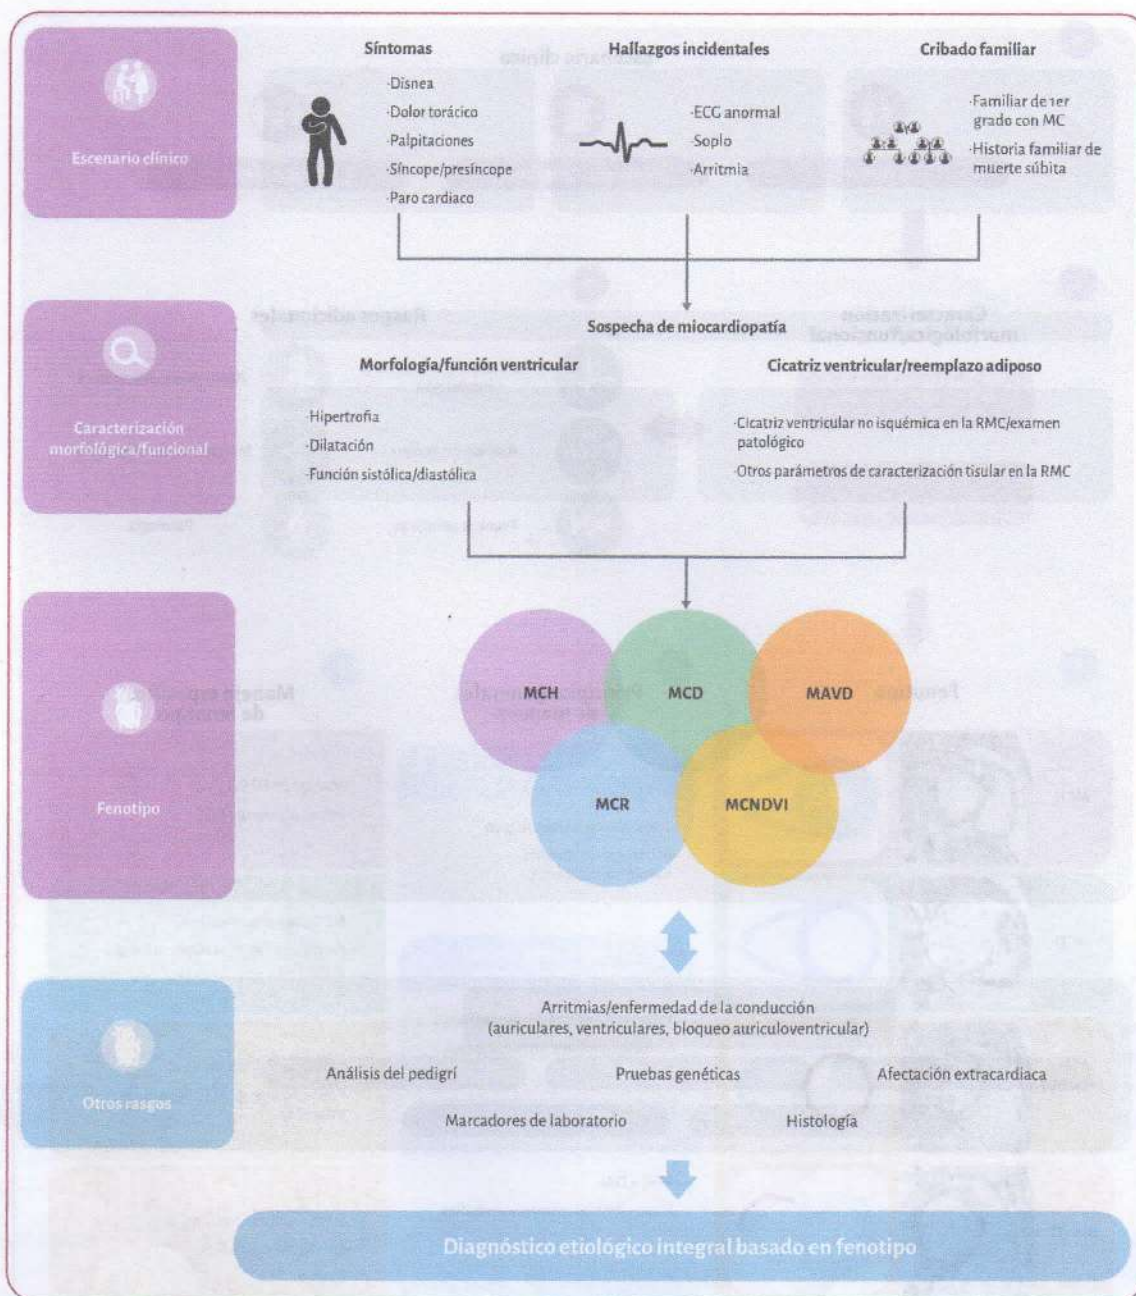 Escenario clínico
Síntomas
·Disnea
·Dolor torácico
·Palpitaciones
·Síncope/presíncope
·Paro cardiaco
Hallazgos incidentales
·ECG anormal
·Soplo
·Arritmia
Cribado familiar
·Familiar de 1er
grado con MC
·Historia familiar de
muerte súbita
Sospecha de miocardiopatía
Caracterización
morfológica/funcional
Morfología/función ventricular
·Hipertrofia
·Dilatación
·Función sistólica/diastólica
Cicatriz ventricular/reemplazo adiposo
·Cicatriz ventricular no isquémica en la RMC/examen
patológico
·Otros parámetros de caracterización tisular en la RMC
Fenotipo
MCH
MCD
MAVD
MCR
MCNDVI
Otros rasgos
Arritmias/enfermedad de la conducción
(auriculares, ventriculares, bloqueo auriculoventricular)
Análisis del pedigrí
Pruebas genéticas
Afectación extracardiaca
Marcadores de laboratorio
Histología
Diagnóstico etiológico integral basado en fenotipo